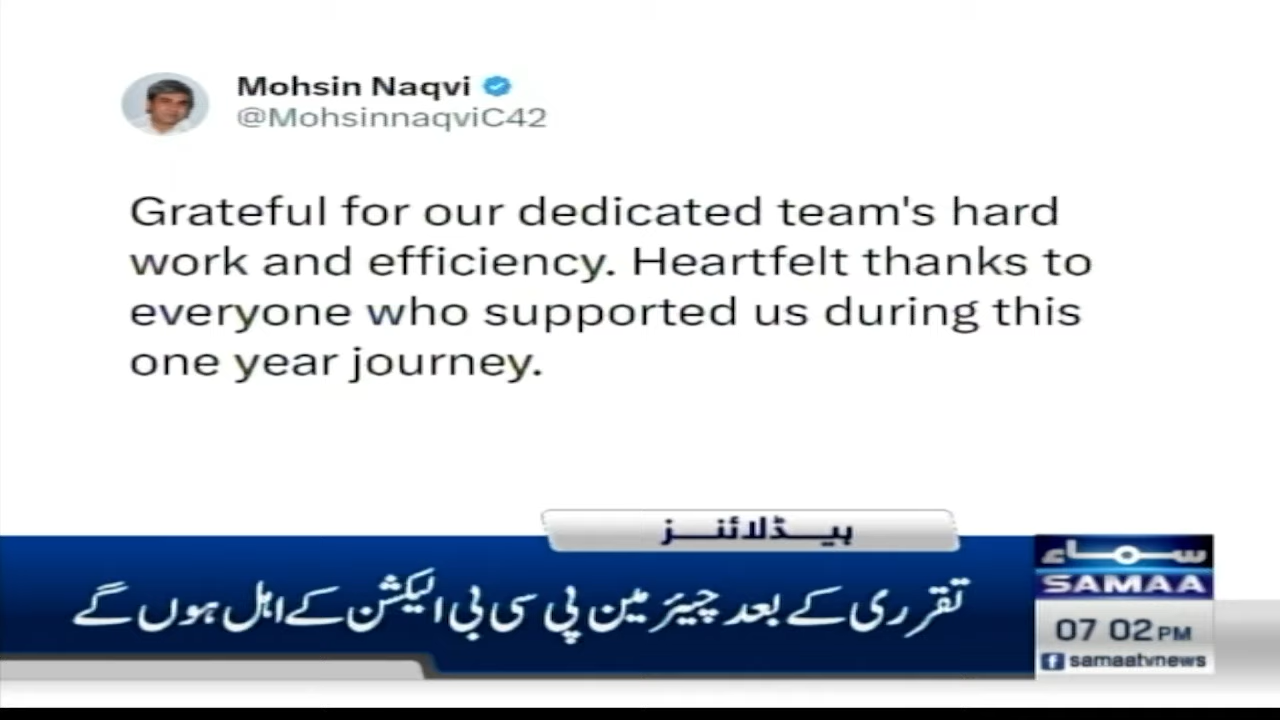 Mohsin Naqvi
@MohsinnaqviC42
Grateful for our dedicated team's hard
work and efficiency. Heartfelt thanks to
everyone who supported us during this
one year journey.
ہیڈلائنز
تقرری کے بعد چیئرمین پی سی بی الیکشن کے اہل ہوں گے
سماء
SAMAA
07 02 PM
samaatvnews